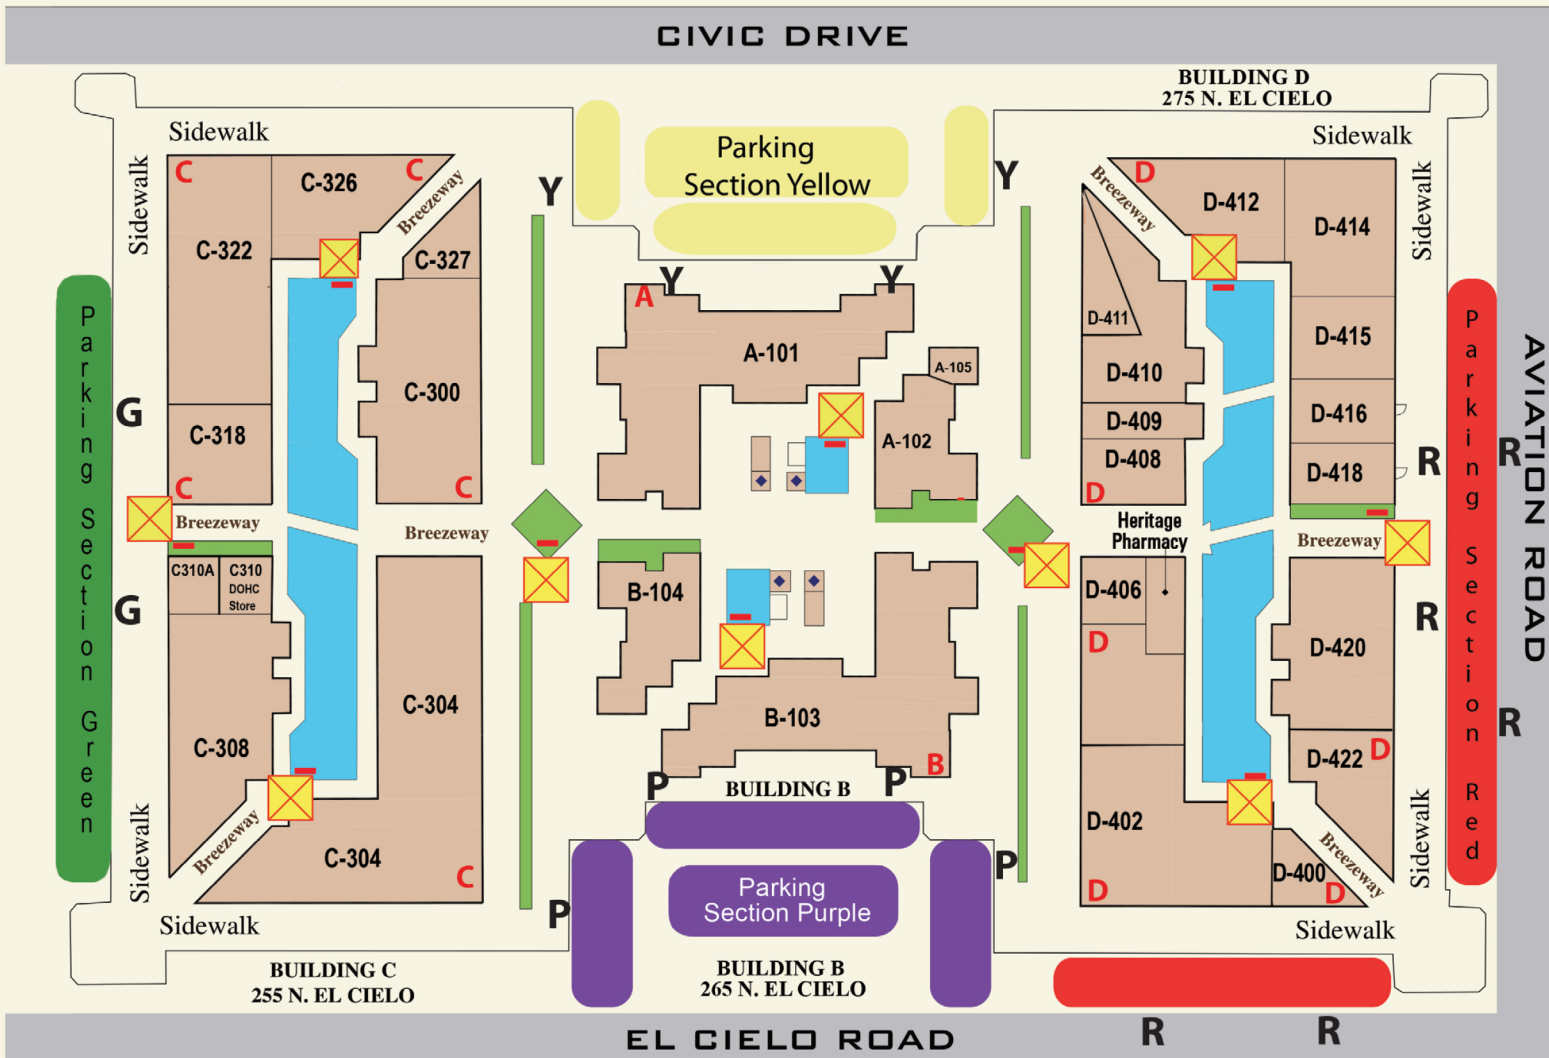 CIVIC DRIVE
BUILDING D
275 N. EL CIELO
Sidewalk
Sidewalk
Sidewalk
Sidewalk
Parking
Section Yellow
Y
Y
Y
Y
C
C
C-326
Breezeway
C-322
C-327
C-300
C-318
C
C
A
A-101
A-105
A-102
D
Breezeway
D-412
D-414
D-411
D-415
D-410
D-409
D-416
D-408
D-418
D
Parking Section Green
G
G
Parking Section Red
R
R
R
R
AVIATION ROAD
Breezeway
Breezeway
Heritage
Pharmacy
Breezeway
C310A
C310
DOHC
Store
B-104
D-406
D
D-420
C-304
C-308
B-103
B
D-422
D
BUILDING B
P
P
P
P
Breezeway
C-304
C
D-402
D
D-400
D
Breezeway
Sidewalk
Sidewalk
Parking
Section Purple
Sidewalk
Sidewalk
BUILDING C
255 N. EL CIELO
BUILDING B
265 N. EL CIELO
R
R
EL CIELO ROAD